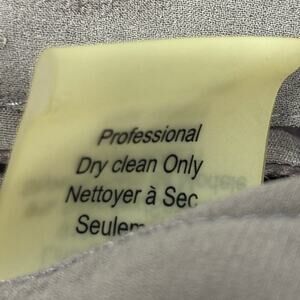 Professional
Dry clean Only
Nettoyer à Sec